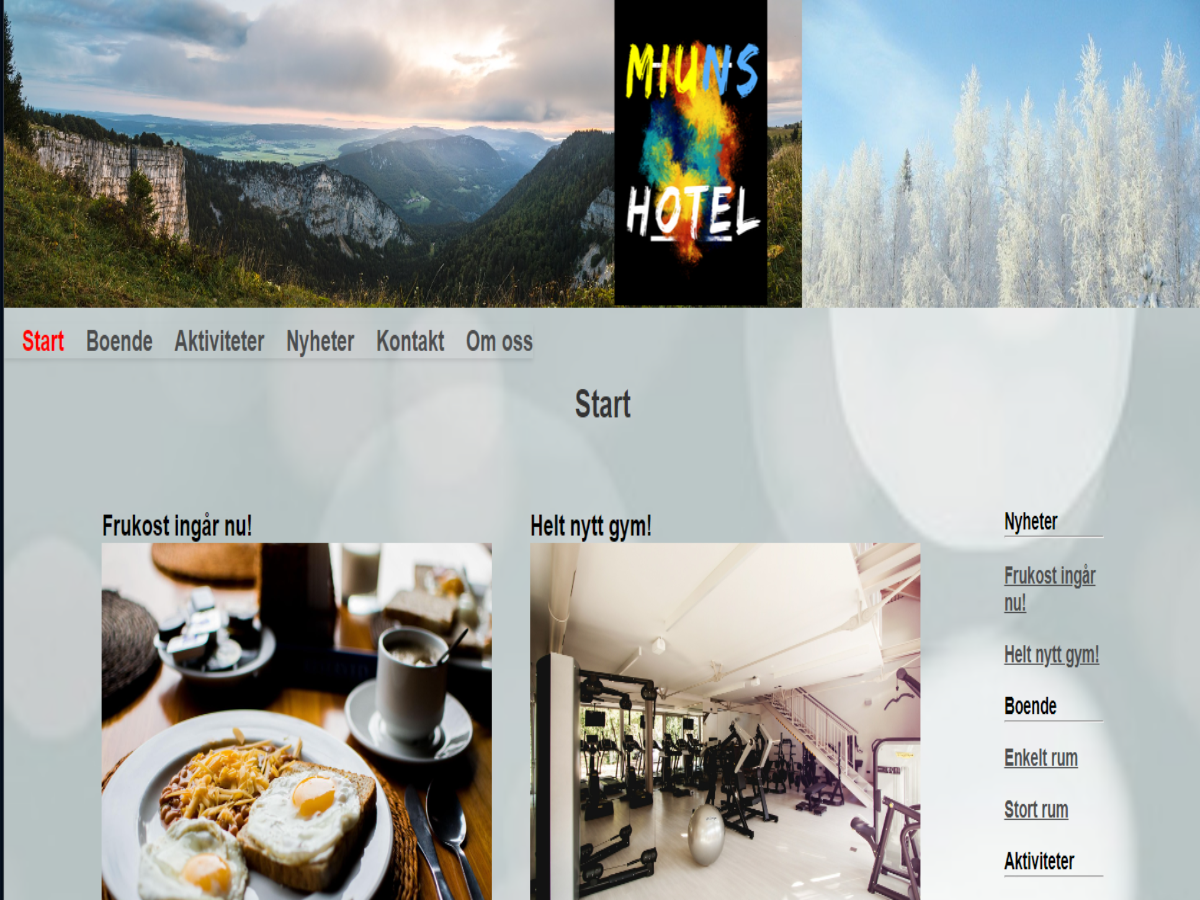 MIUNS
HOTEL
Start Boende Aktiviteter Nyheter Kontakt Om oss
Start
Frukost ingår nu!
Helt nytt gym!
Nyheter
Frukost ingår
nu!
Helt nytt gym!
Boende
Enkelt rum
Stort rum
Aktiviteter